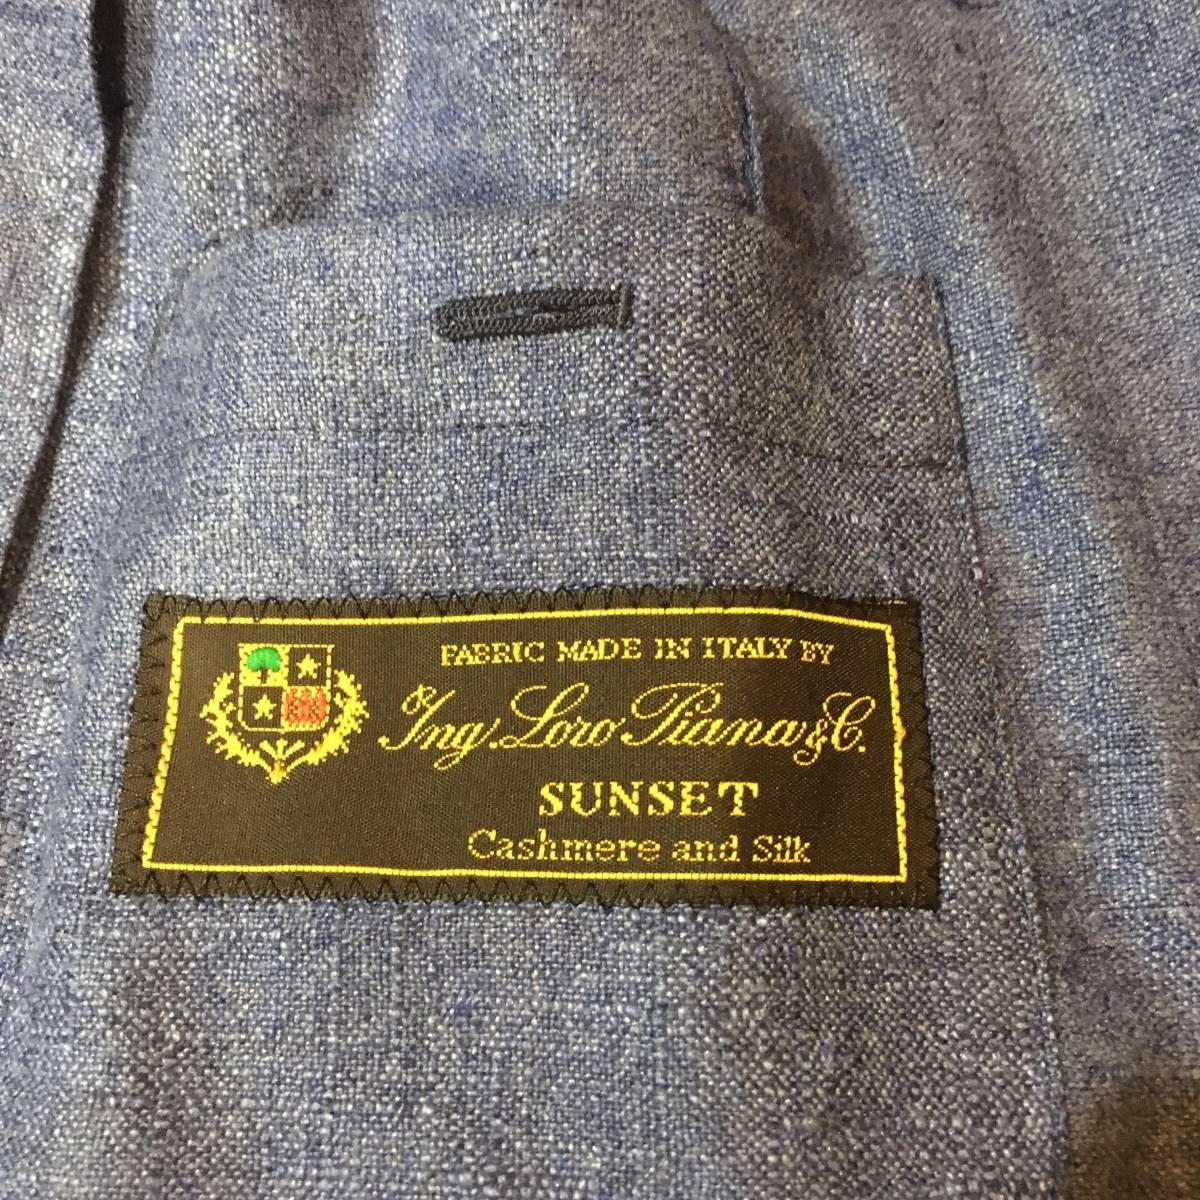 FABRIC MADE IN ITALY BY
Ing. Loro Piana & C.
SUNSET
Cashmere and Silk